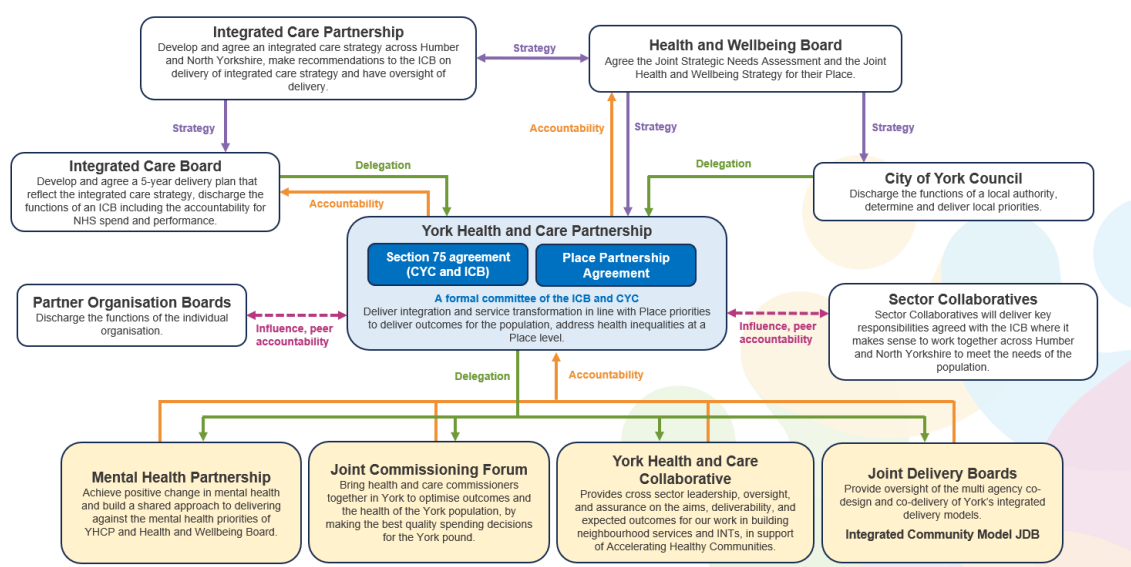 Integrated Care Partnership
Develop and agree an integrated care strategy across Humber
and North Yorkshire, make recommendations to the ICB on
delivery of integrated care strategy and have oversight of
delivery.
Strategy
Health and Wellbeing Board
Agree the Joint Strategic Needs Assessment and the Joint
Health and Wellbeing Strategy for their Place.
Strategy
Accountability
Strategy
Integrated Care Board
Develop and agree a 5-year delivery plan that
reflect the integrated care strategy, discharge the
functions of an ICB including the accountability for
NHS spend and performance.
Delegation
Accountability
Delegation
City of York Council
Discharge the functions of a local authority,
determine and deliver local priorities.
York Health and Care Partnership
Section 75 agreement
(CYC and ICB)
Place Partnership
Agreement
A formal committee of the ICB and CYC
Deliver integration and service transformation in line with Place priorities
to deliver outcomes for the population, address health inequalities at a
Place level.
Partner Organisation Boards
Discharge the functions of the individual
organisation.
Influence, peer
accountability
Influence, peer
accountability
Sector Collaboratives
Sector Collaboratives will deliver key
responsibilities agreed with the ICB where it
makes sense to work together across Humber
and North Yorkshire to meet the needs of the
population.
Delegation
Accountability
Mental Health Partnership
Achieve positive change in mental health
and build a shared approach to delivering
against the mental health priorities of
YHCP and Health and Wellbeing Board.
Joint Commissioning Forum
Bring health and care commissioners
together in York to optimise outcomes and
the health of the York population, by
making the best quality spending decisions
for the York pound.
York Health and Care
Collaborative
Provides cross sector leadership, oversight,
and assurance on the aims, deliverability, and
expected outcomes for our work in building
neighbourhood services and INTs, in support
of Accelerating Healthy Communities.
Joint Delivery Boards
Provide oversight of the multi agency co-
design and co-delivery of York's integrated
delivery models.
Integrated Community Model JDB